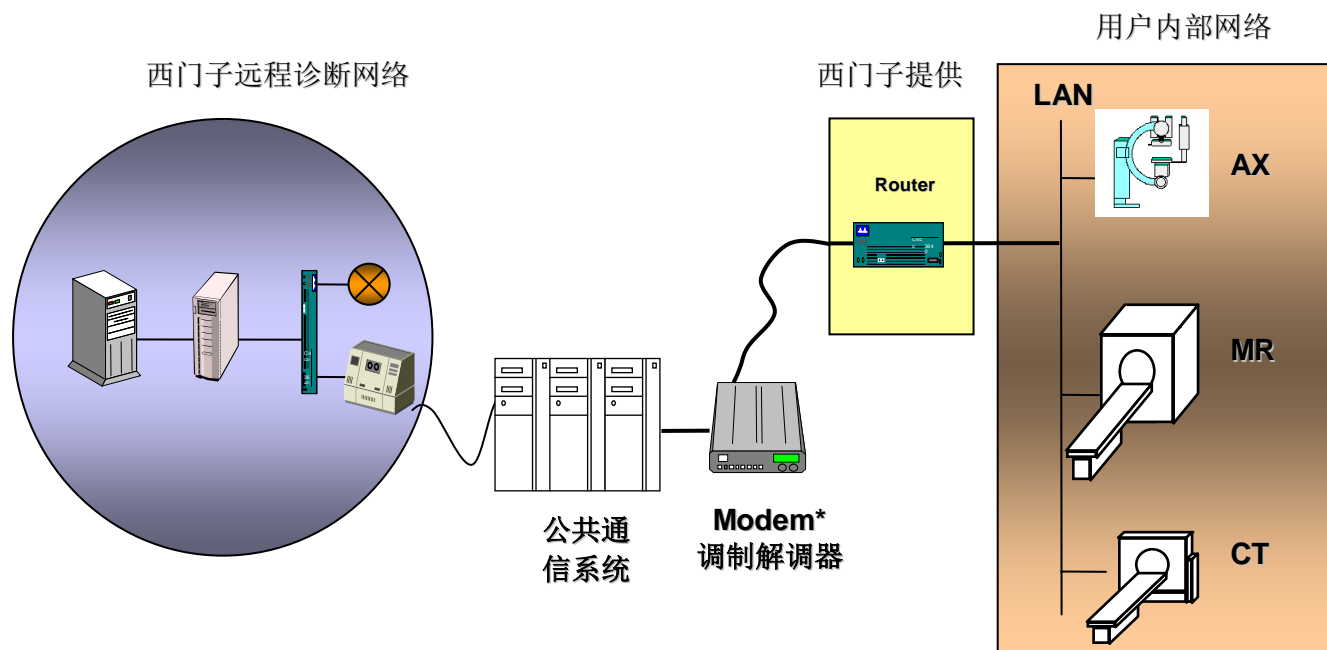 用户内部网络
西门子远程诊断网络
西门子提供
LAN
AX
Router
MR
公共通
信系统
Modem*
调制解调器
CT